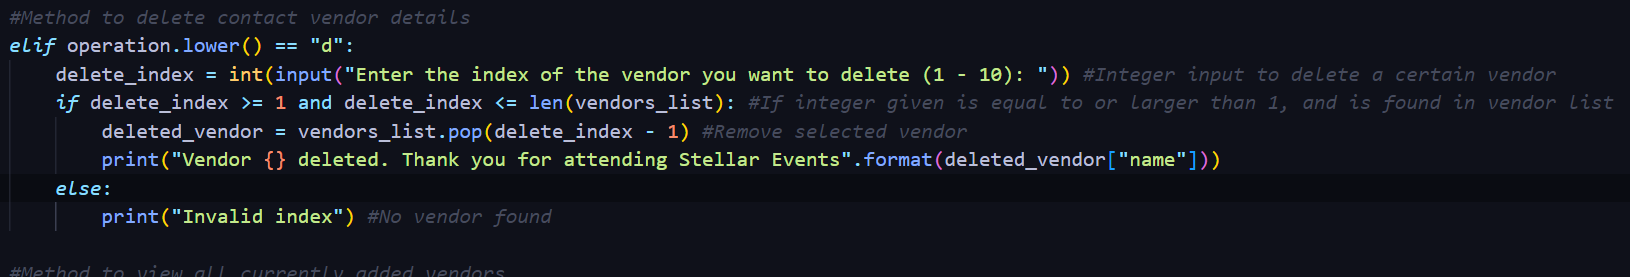 #Method to delete contact vendor details
elif operation.lower() == "d":
    delete_index = int(input("Enter the index of the vendor you want to delete (1 - 10): ")) #Integer input to delete a certain vendor
    if delete_index >= 1 and delete_index <= len(vendors_list): #If integer given is equal to or larger than 1, and is found in vendor list
        deleted_vendor = vendors_list.pop(delete_index - 1) #Remove selected vendor
        print("Vendor {} deleted. Thank you for attending Stellar Events".format(deleted_vendor["name"]))
    else:
        print("Invalid index") #No vendor found
#Method to view all currently added vendors